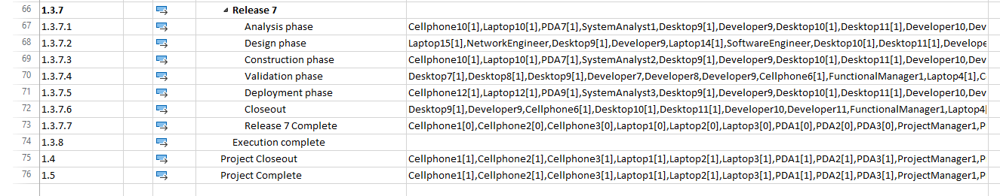 66 1.3.7 Release 7
67 1.3.7.1 Analysis phase Cellphone10[1],Laptop10[1],PDA7[1],SystemAnalyst1,Desktop9[1],Developer9,Desktop10[1],Desktop11[1],Developer10,Dev
68 1.3.7.2 Design phase Laptop15[1],NetworkEngineer,Desktop9[1],Developer9,Laptop14[1],SoftwareEngineer,Desktop10[1],Desktop11[1],Develope
69 1.3.7.3 Construction phase Cellphone10[1],Laptop10[1],PDA7[1],SystemAnalyst2,Desktop9[1],Developer9,Desktop10[1],Desktop11[1],Developer10,Dev
70 1.3.7.4 Validation phase Desktop7[1],Desktop8[1],Desktop9[1],Developer7,Developer8,Developer9,Cellphone6[1],FunctionalManager1,Laptop4[1],C
71 1.3.7.5 Deployment phase Cellphone12[1],Laptop12[1],PDA9[1],SystemAnalyst3,Desktop9[1],Developer9,Desktop10[1],Desktop11[1],Developer10,Dev
72 1.3.7.6 Closeout Desktop9[1],Developer9,Cellphone6[1],Desktop10[1],Desktop11[1],Developer10,Developer11,FunctionalManager1,Laptop4[
73 1.3.7.7 Release 7 Complete Cellphone1[0],Cellphone2[0],Cellphone3[0],Laptop1[0],Laptop2[0],Laptop3[0],PDA1[0],PDA2[0],PDA3[0],ProjectManager1,P
74 1.3.8 Execution complete
75 1.4 Project Closeout Cellphone1[1],Cellphone2[1],Cellphone3[1],Laptop1[1],Laptop2[1],Laptop3[1],PDA1[1],PDA2[1],PDA3[1],ProjectManager1,P
76 1.5 Project Complete Cellphone1[1],Cellphone2[1],Cellphone3[1],Laptop1[1],Laptop2[1],Laptop3[1],PDA1[1],PDA2[1],PDA3[1],ProjectManager1,P